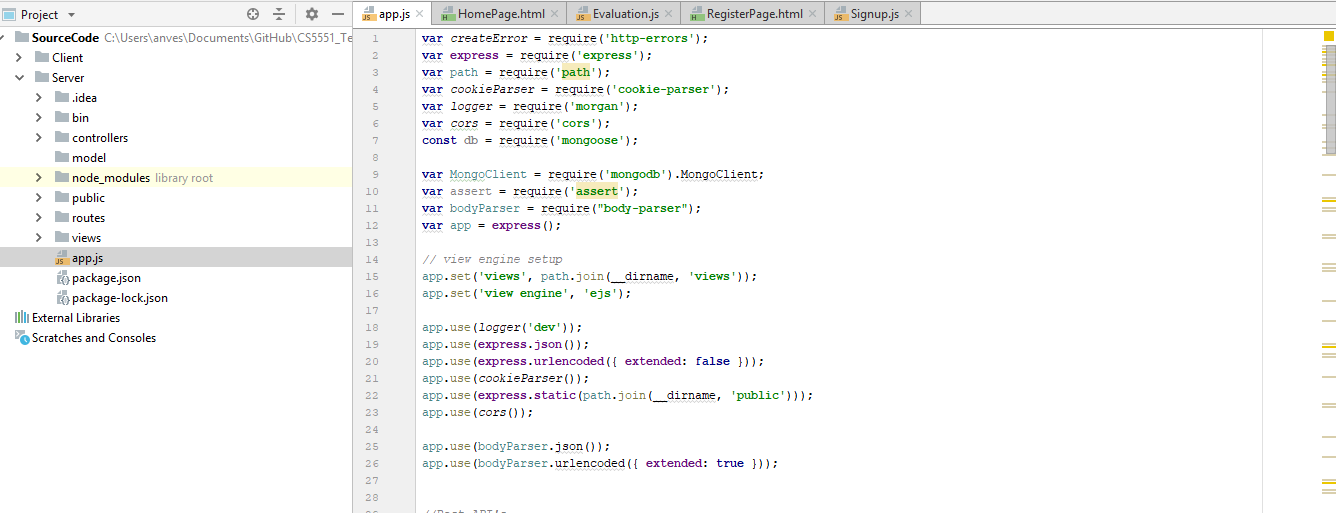 Project
app.js
HomePage.html
Evaluation.js
RegisterPage.html
Signup.js
SourceCode C:\Users\anves\Documents\GitHub\CS5551_Te
Client
Server
.idea
bin
controllers
model
node_modules library root
public
routes
views
app.js
package.json
package-lock.json
External Libraries
Scratches and Consoles
1 var createError = require('http-errors');
2 var express = require('express');
3 var path = require('path');
4 var cookieParser = require('cookie-parser');
5 var logger = require('morgan');
6 var cors = require('cors');
7 const db = require('mongoose');
8
9 var MongoClient = require('mongodb').MongoClient;
10 var assert = require('assert');
11 var bodyParser = require("body-parser");
12 var app = express();
13
14 // view engine setup
15 app.set('views', path.join(__dirname, 'views'));
16 app.set('view engine', 'ejs');
17
18 app.use(logger('dev'));
19 app.use(express.json());
20 app.use(express.urlencoded({ extended: false }));
21 app.use(cookieParser());
22 app.use(express.static(path.join(__dirname, 'public')));
23 app.use(cors());
24
25 app.use(bodyParser.json());
26 app.use(bodyParser.urlencoded({ extended: true }));
27
28